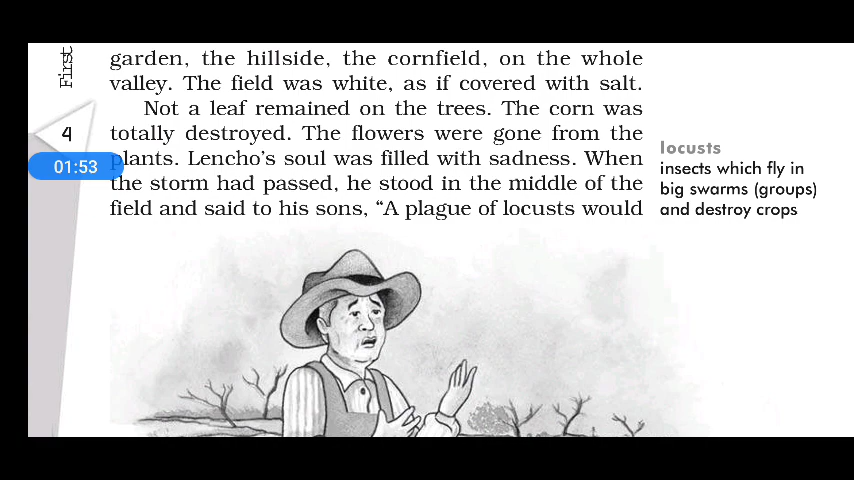 First
garden, the hillside, the cornfield, on the whole
valley. The field was white, as if covered with salt.
Not a leaf remained on the trees. The corn was
totally destroyed. The flowers were gone from the
plants. Lencho's soul was filled with sadness. When
the storm had passed, he stood in the middle of the
field and said to his sons, “A plague of locusts would
4
01:53
locusts
insects which fly in
big swarms (groups)
and destroy crops